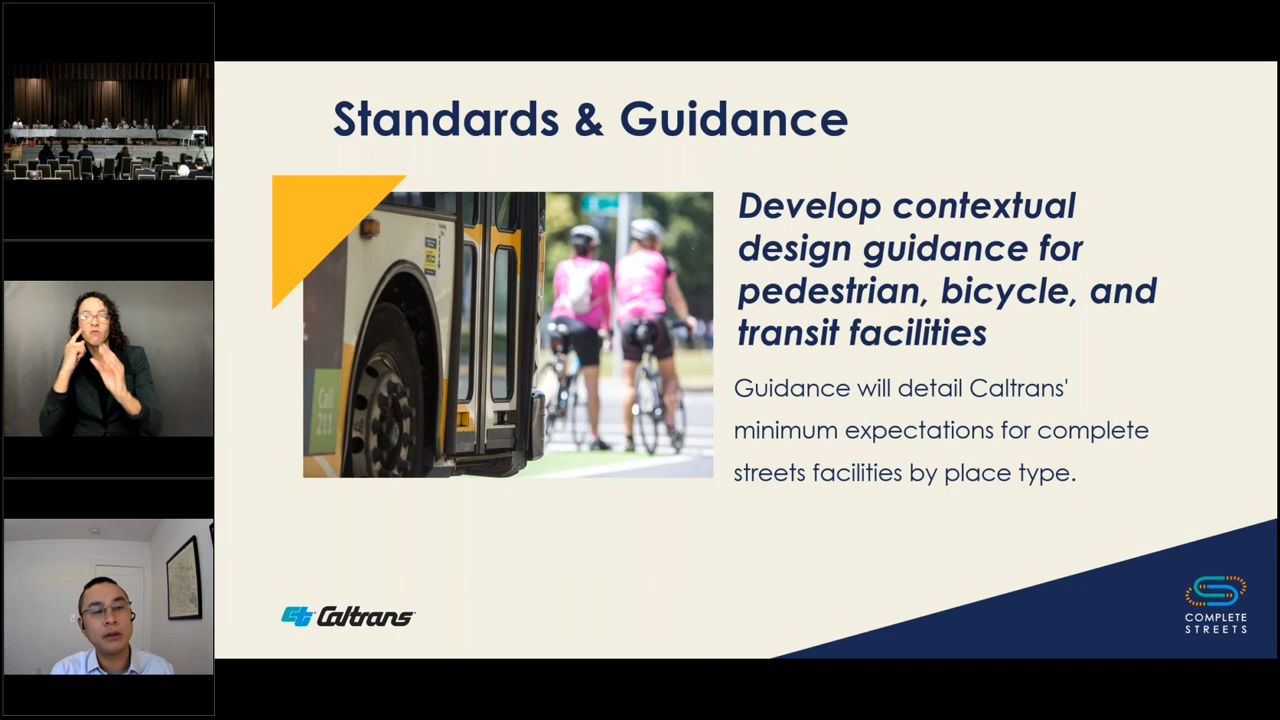 Standards & Guidance
Develop contextual
design guidance for
pedestrian, bicycle, and
transit facilities
Guidance will detail Caltrans'
minimum expectations for complete
streets facilities by place type.
Call
211
Caltrans
COMPLETE
STREETS